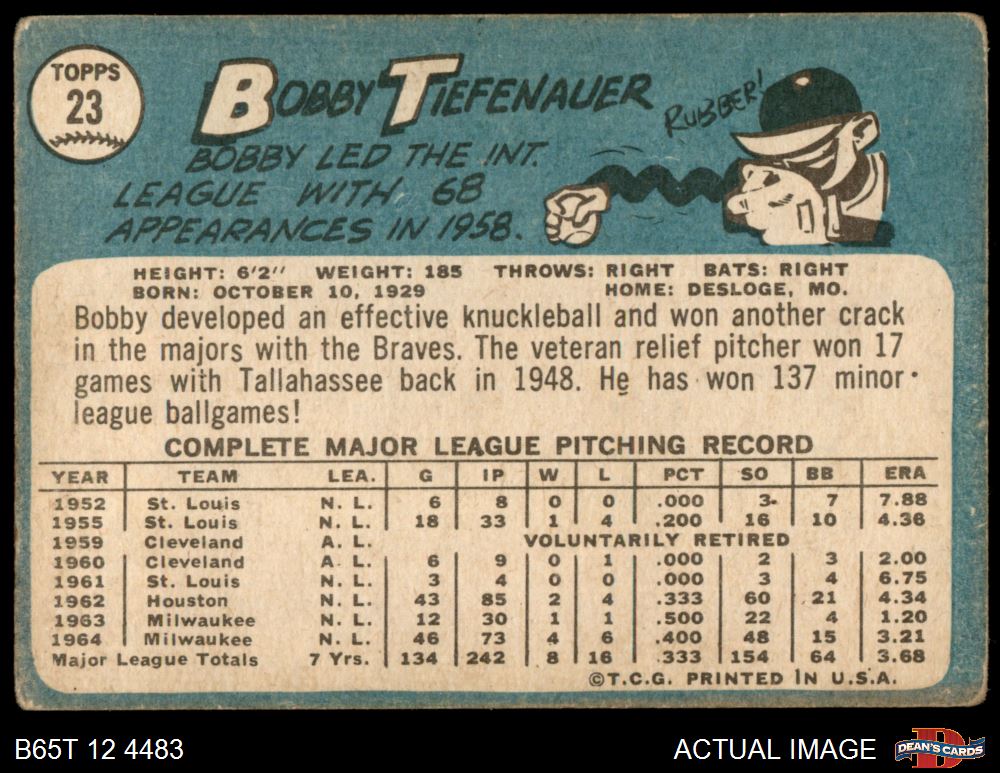 TOPPS
23
BOBBY TIEFENAUER
RUBBER!
BOBBY LED THE INT.
LEAGUE WITH 68
APPEARANCES IN 1958.
HEIGHT: 6'2" WEIGHT: 185 THROWS: RIGHT BATS: RIGHT
BORN: OCTOBER 10, 1929 HOME: DESLOGE, MO.
Bobby developed an effective knuckleball and won another crack
in the majors with the Braves. The veteran relief pitcher won 17
games with Tallahassee back in 1948. He has won 137 minor
league ballgames!
COMPLETE MAJOR LEAGUE PITCHING RECORD
YEAR TEAM LEA. G IP W L PCT SO BB ERA
1952 St. Louis N. L. 6 8 0 0 .000 3 7 7.88
1955 St. Louis N. L. 18 33 1 4 .200 16 10 4.36
1959 Cleveland A. L. VOLUNTARILY RETIRED
1960 Cleveland A. L. 6 9 0 1 .000 2 3 2.00
1961 St. Louis N. L. 3 4 0 0 .000 3 4 6.75
1962 Houston N. L. 43 85 2 4 .333 60 21 4.34
1963 Milwaukee N. L. 12 30 1 1 .500 22 4 1.20
1964 Milwaukee N. L. 46 73 4 6 .400 48 15 3.21
Major League Totals 7 Yrs. 134 242 8 16 .333 154 64 3.68
©T.C.G. PRINTED IN U.S.A.
B65T 12 4483 ACTUAL IMAGE D DEAN'S CARDS